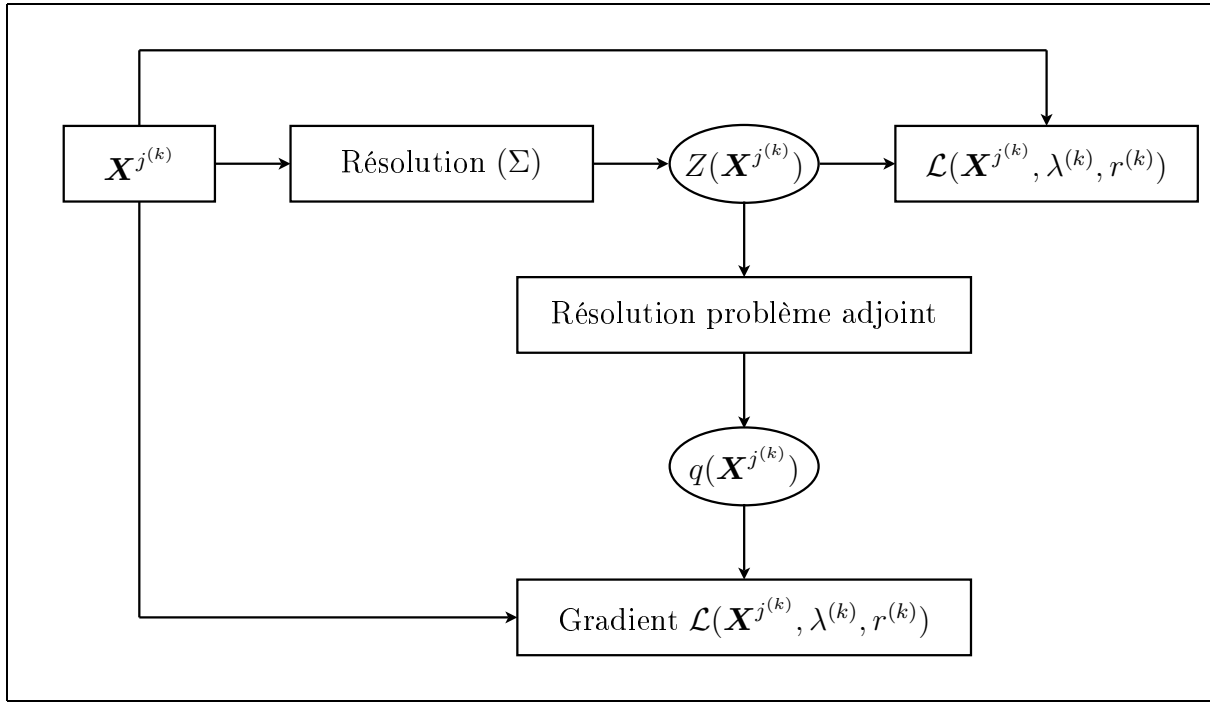 𝑿^{j^{(k)}}
Résolution (Σ)
Z(𝑿^{j^{(k)}})
ℒ(𝑿^{j^{(k)}}, λ^{(k)}, r^{(k)})
Résolution problème adjoint
q(𝑿^{j^{(k)}})
Gradient ℒ(𝑿^{j^{(k)}}, λ^{(k)}, r^{(k)})